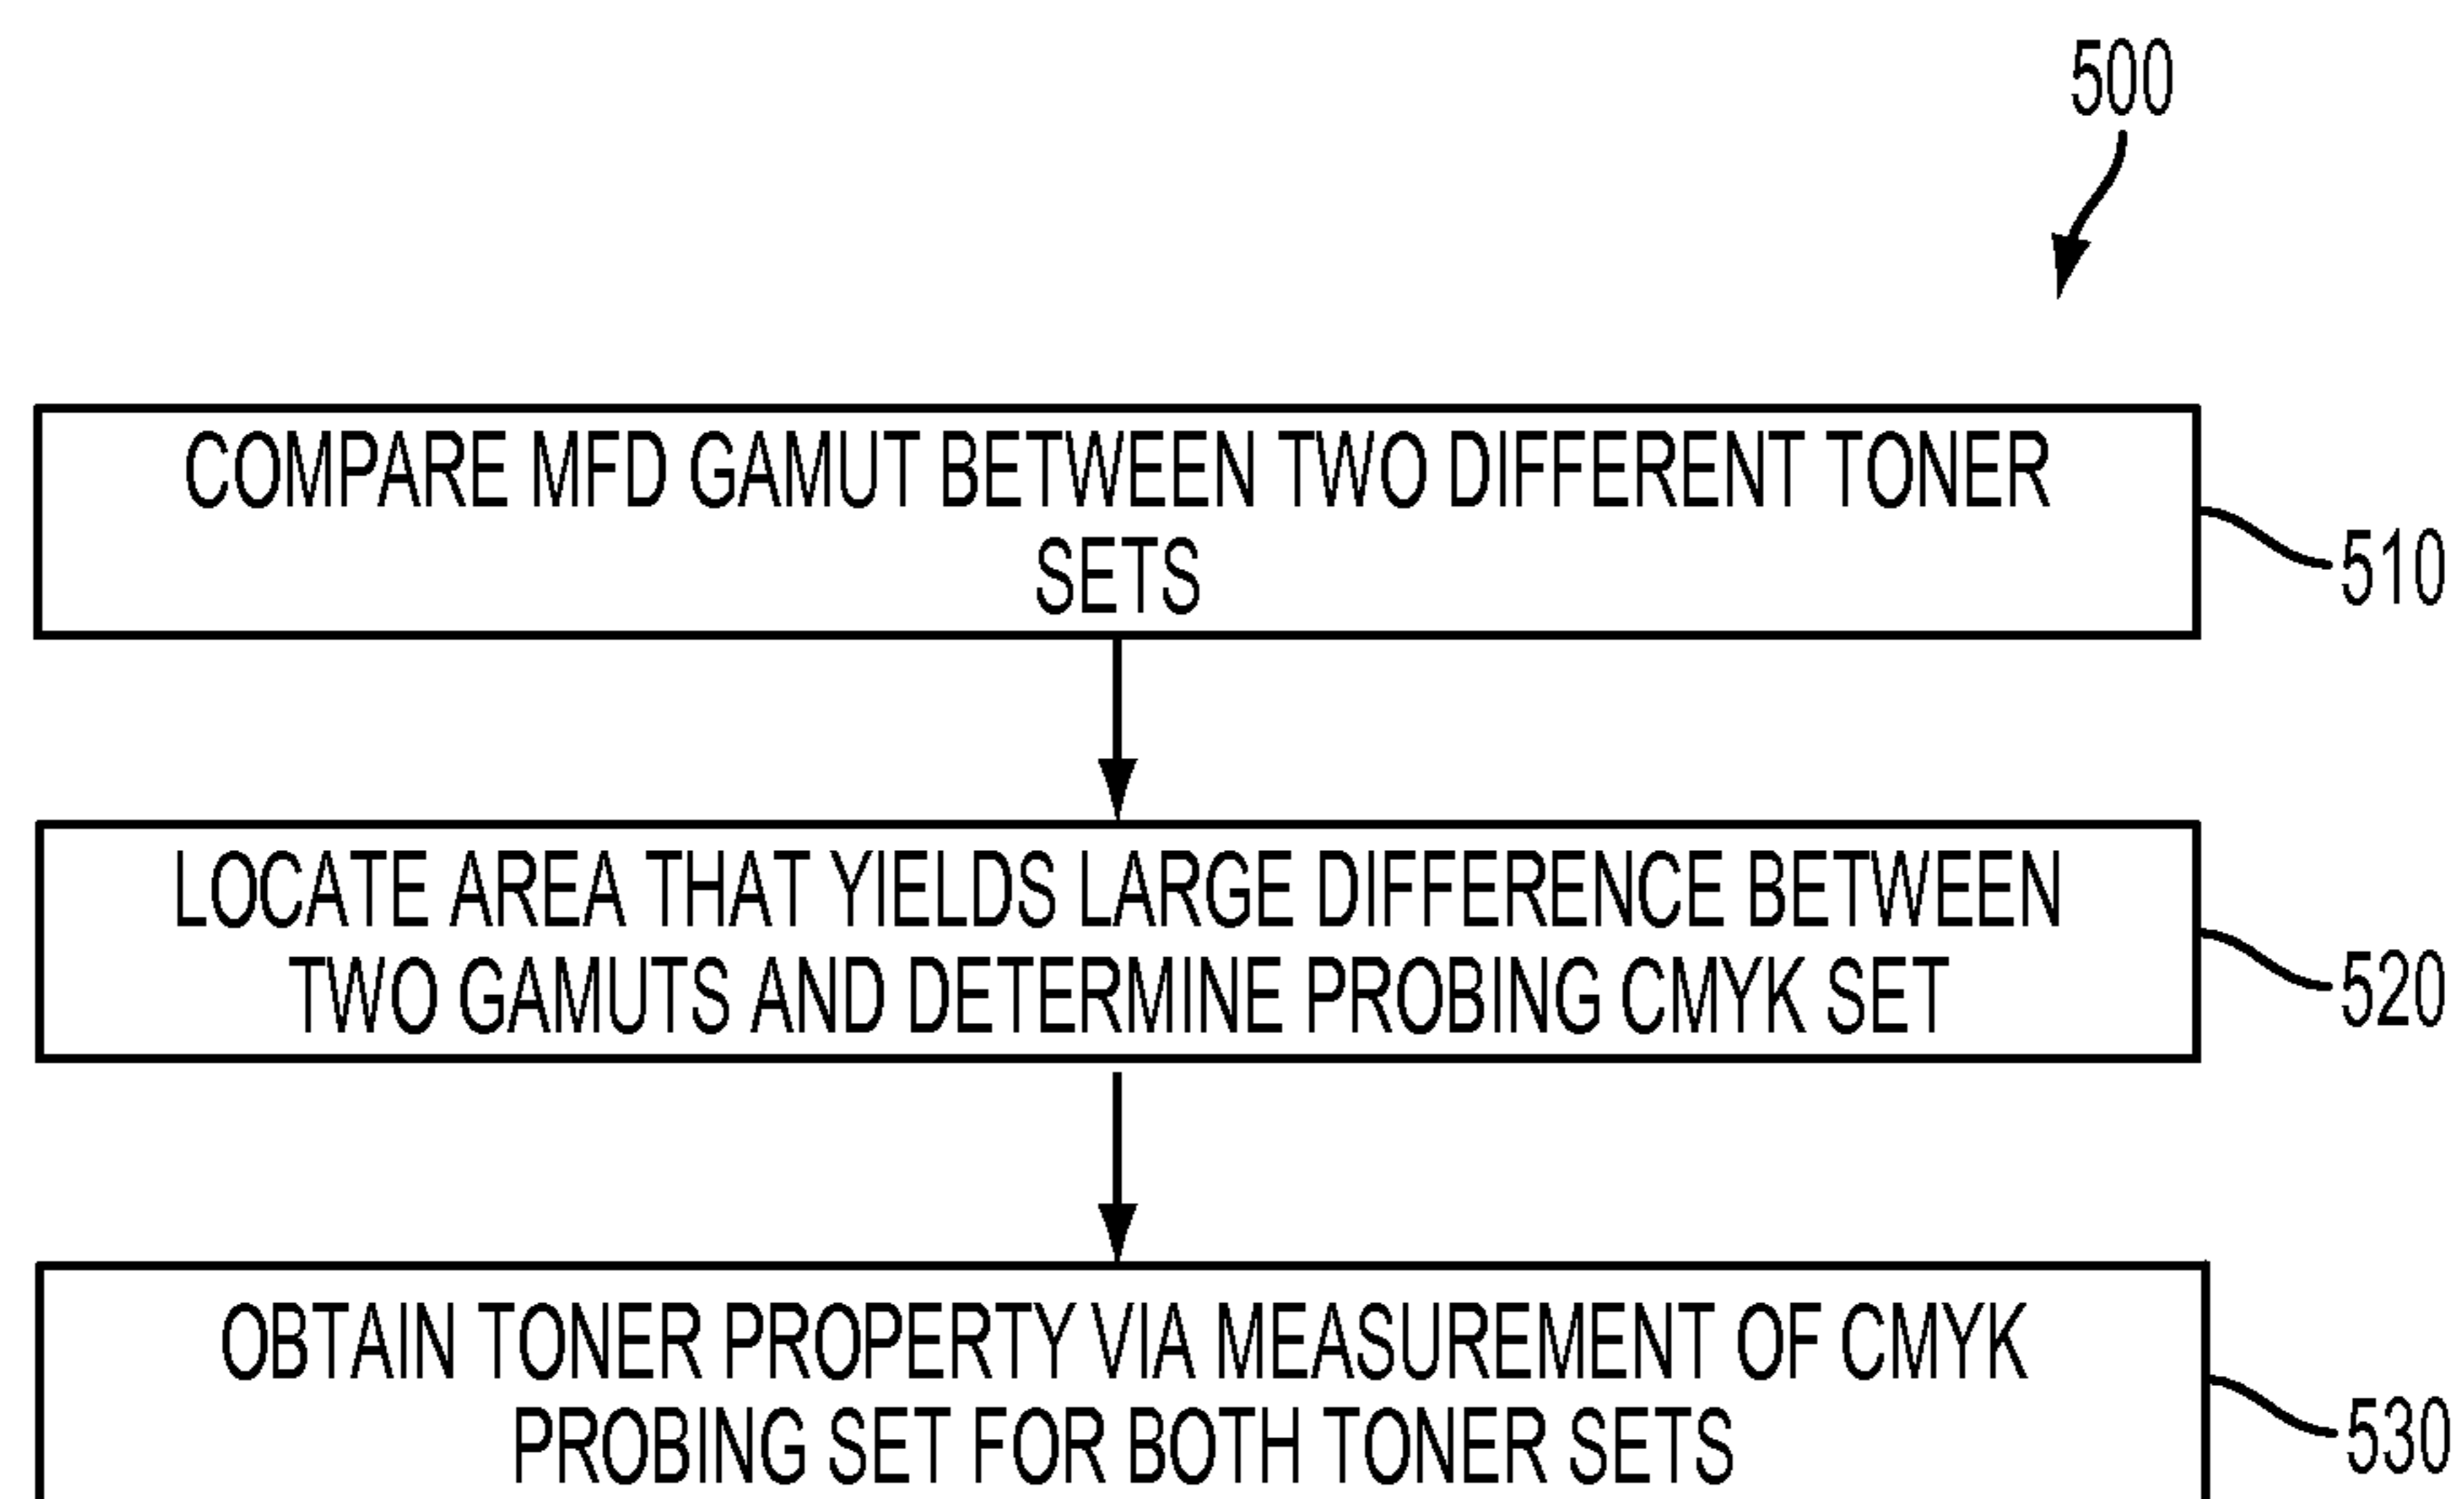 500
COMPARE MFD GAMUT BETWEEN TWO DIFFERENT TONER
SETS
510
LOCATE AREA THAT YIELDS LARGE DIFFERENCE BETWEEN
TWO GAMUTS AND DETERMINE PROBING CMYK SET
520
OBTAIN TONER PROPERTY VIA MEASUREMENT OF CMYK
PROBING SET FOR BOTH TONER SETS
530